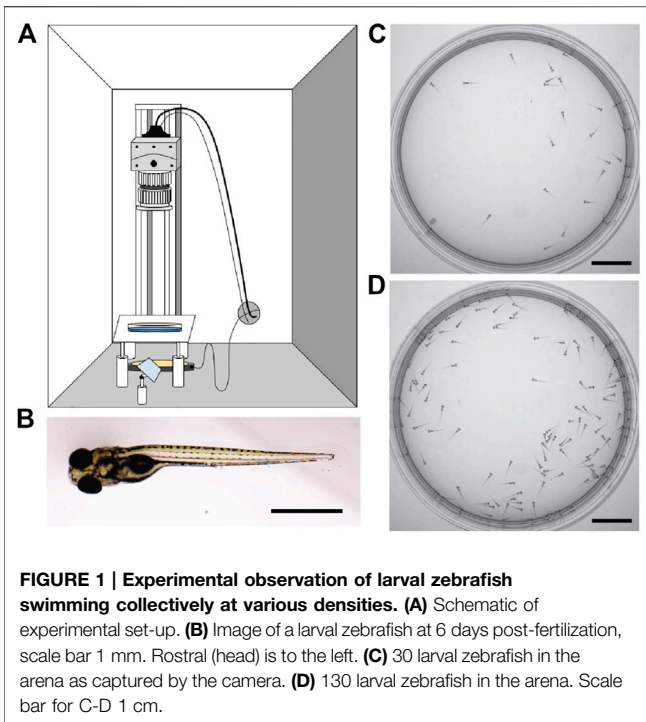 A
C
D
B
FIGURE 1 | Experimental observation of larval zebrafish
swimming collectively at various densities. (A) Schematic of
experimental set-up. (B) Image of a larval zebrafish at 6 days post-fertilization,
scale bar 1 mm. Rostral (head) is to the left. (C) 30 larval zebrafish in the
arena as captured by the camera. (D) 130 larval zebrafish in the arena. Scale
bar for C-D 1 cm.